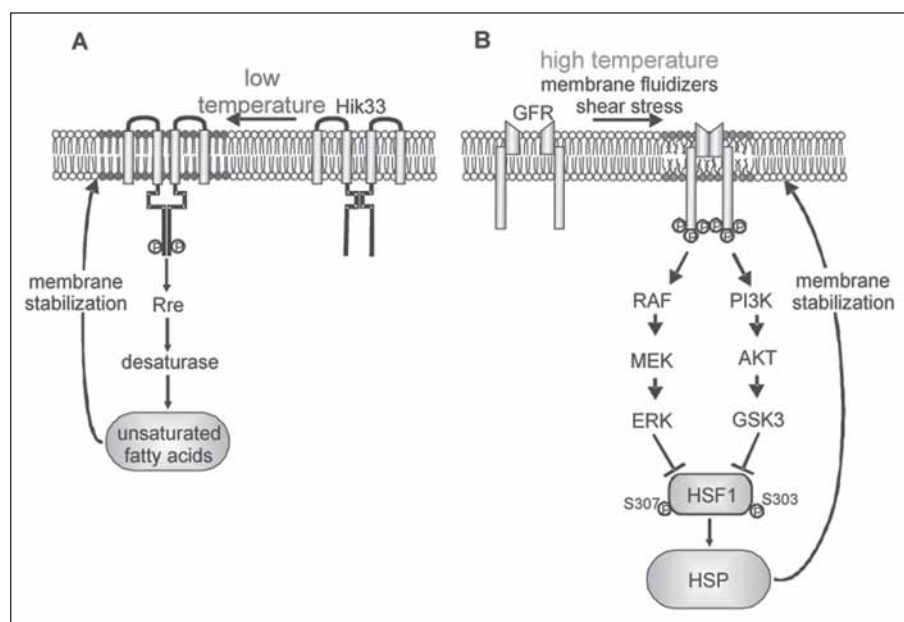 A
low
temperature
Hik33
P P
membrane
stabilization
Rre
desaturase
unsaturated
fatty acids
B
high temperature
membrane fluidizers
shear stress
GFR
P P P P
P P
RAF
PI3K
membrane
stabilization
MEK
AKT
ERK
GSK3
S307
P
HSF1
S303
P
HSP